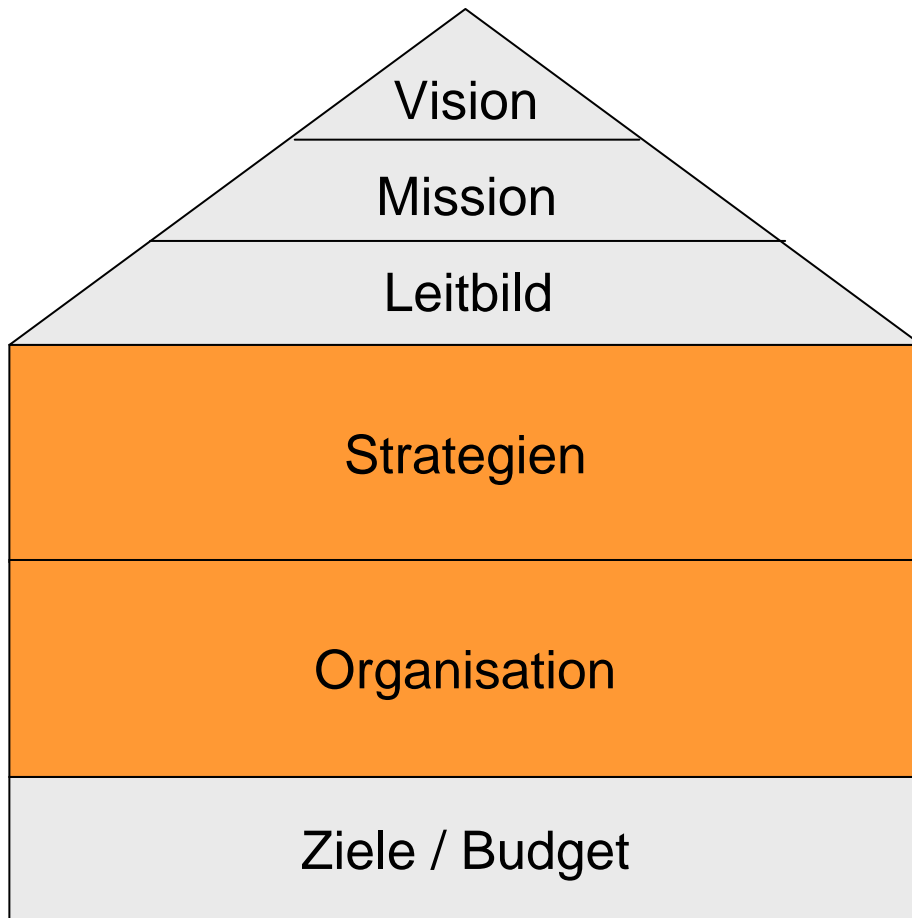 Vision
Mission
Leitbild
Strategien
Organisation
Ziele / Budget